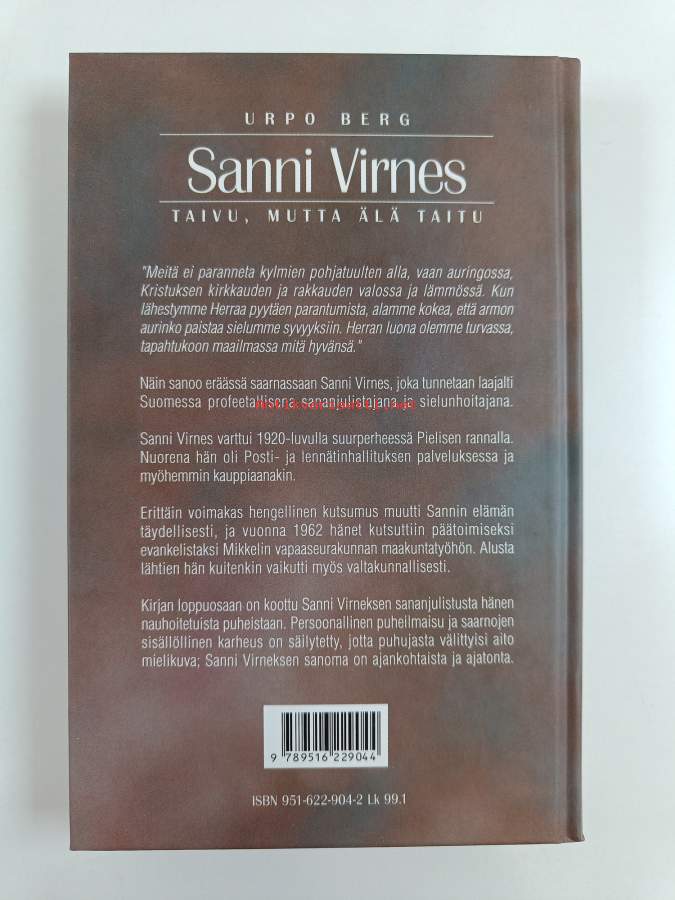 URPO BERG
Sanni Virnes
TAIVU, MUTTA ÄLÄ TAITU
"Meitä ei paranneta kylmien pohjatuulten alla, vaan auringossa,
Kristuksen kirkkauden ja rakkauden valossa ja lämmössä. Kun
lähestymme Herraa pyytäen parantumista, alamme kokea, että armon
aurinko paistaa sielumme syvyyksiin. Herran luona olemme turvassa,
tapahtukoon maailmassa mitä hyvänsä."
Näin sanoo eräässä saarnassaan Sanni Virnes, joka tunnetaan laajalti
Suomessa profeetallisena sananjulistajana ja sielunhoitajana.
Sanni Virnes varttui 1920-luvulla suurperheessä Pielisen rannalla.
Nuorena hän oli Posti- ja lennätinhallituksen palveluksessa ja
myöhemmin kauppiaanakin.
Erittäin voimakas hengellinen kutsumus muutti Sannin elämän
täydellisesti, ja vuonna 1962 hänet kutsuttiin päätoimiseksi
evankelistaksi Mikkelin vapaaseurakunnan maakuntatyöhön. Alusta
lähtien hän kuitenkin vaikutti myös valtakunnallisesti.
Kirjan loppuosaan on koottu Sanni Virneksen sananjulistusta hänen
nauhoitetuista puheistaan. Persoonallinen puheilmaisu ja saarnojen
sisällöllinen karheus on säilytetty, jotta puhujasta välittyisi aito
mielikuva; Sanni Virneksen sanoma on ajankohtaista ja ajatonta.
9 789516 229044
ISBN 951-622-904-2 Lk 99.1